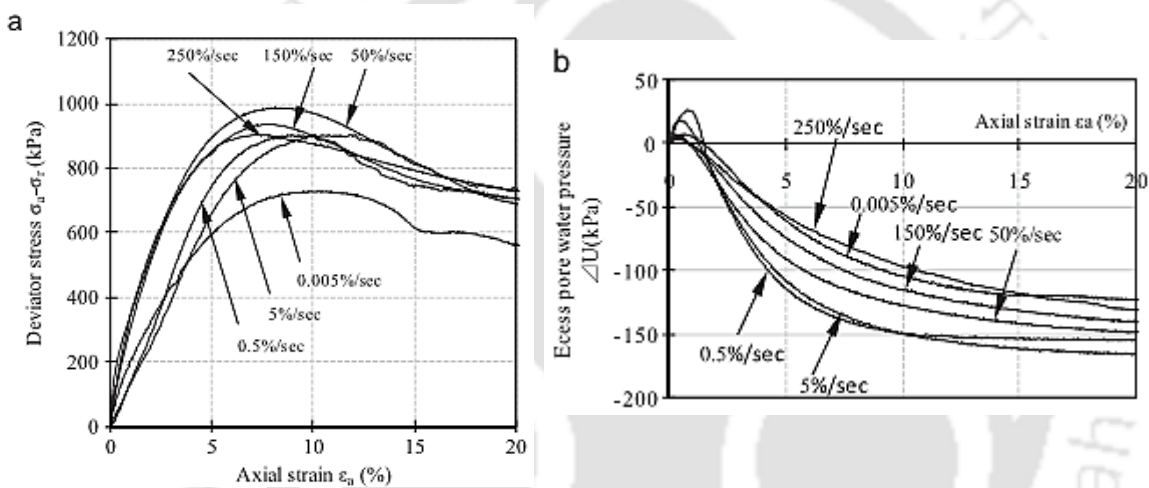 a
1200
1000
800
600
400
200
0
0
5
10
15
20
250%/sec
150%/sec
50%/sec
0.005%/sec
5%/sec
0.5%/sec
Deviator stress σa-σr (kPa)
Axial strain εa (%)
b
50
0
-50
-100
-150
-200
0
5
10
15
20
Axial strain εa (%)
250%/sec
0.005%/sec
150%/sec
50%/sec
0.5%/sec
5%/sec
Ecess pore water pressure
△U(kPa)